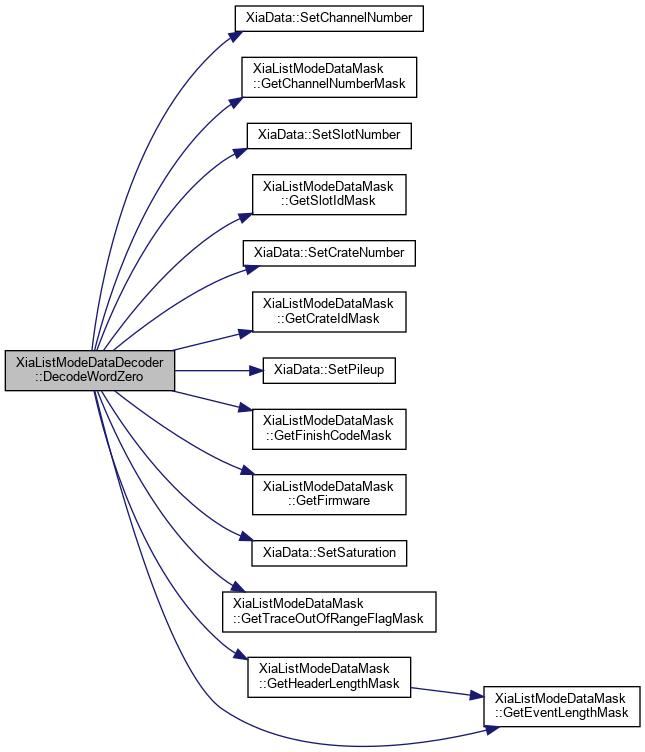 XiaData::SetChannelNumber
XiaListModeDataMask
::GetChannelNumberMask
XiaData::SetSlotNumber
XiaListModeDataMask
::GetSlotIdMask
XiaData::SetCrateNumber
XiaListModeDataMask
::GetCrateIdMask
XiaListModeDataDecoder
::DecodeWordZero
XiaData::SetPileup
XiaListModeDataMask
::GetFinishCodeMask
XiaListModeDataMask
::GetFirmware
XiaData::SetSaturation
XiaListModeDataMask
::GetTraceOutOfRangeFlagMask
XiaListModeDataMask
::GetHeaderLengthMask
XiaListModeDataMask
::GetEventLengthMask